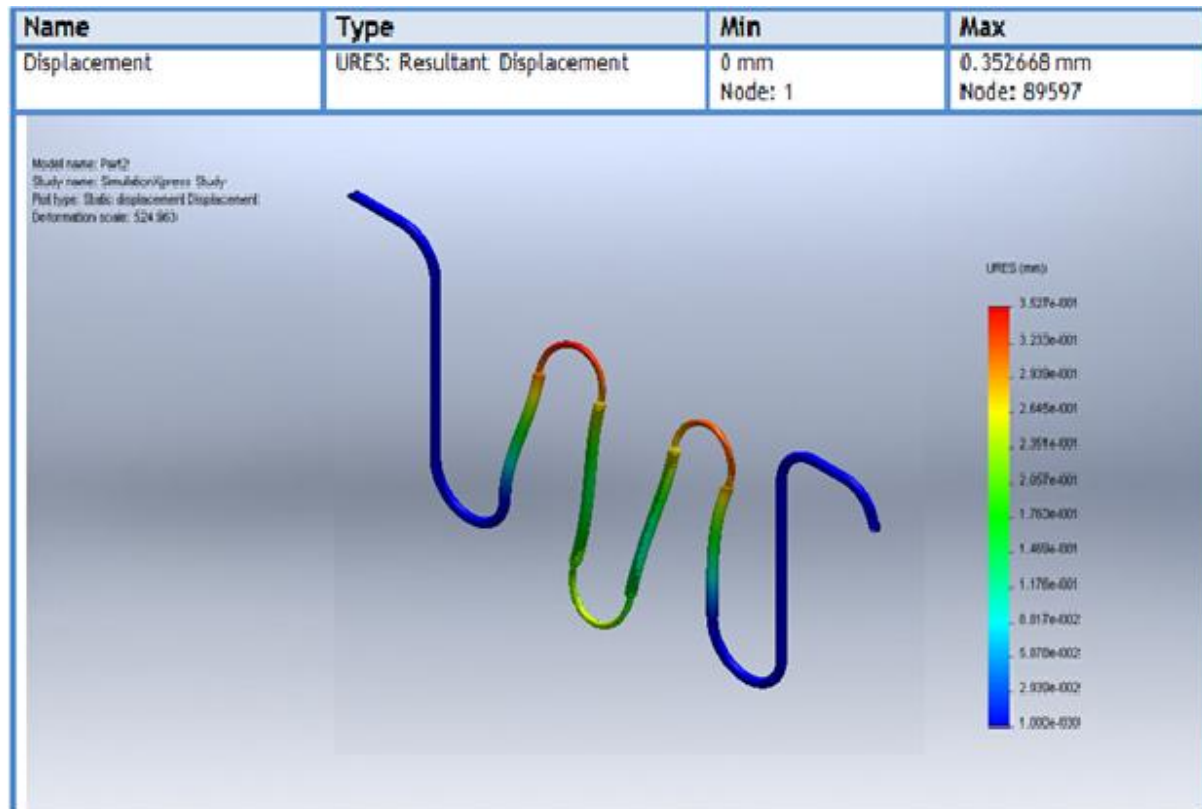 Name Type Min Max
Displacement URES: Resultant Displacement 0 mm 0.352668 mm
Node: 1 Node: 89597
Model name: Part2
Study name: SimulationXpress Study
Plot type: Static displacement Displacement
Deformation scale: 524.963
URES (mm)
3.527e-001
3.233e-001
2.939e-001
2.645e-001
2.351e-001
2.057e-001
1.763e-001
1.469e-001
1.176e-001
8.817e-002
5.878e-002
2.939e-002
1.000e-030